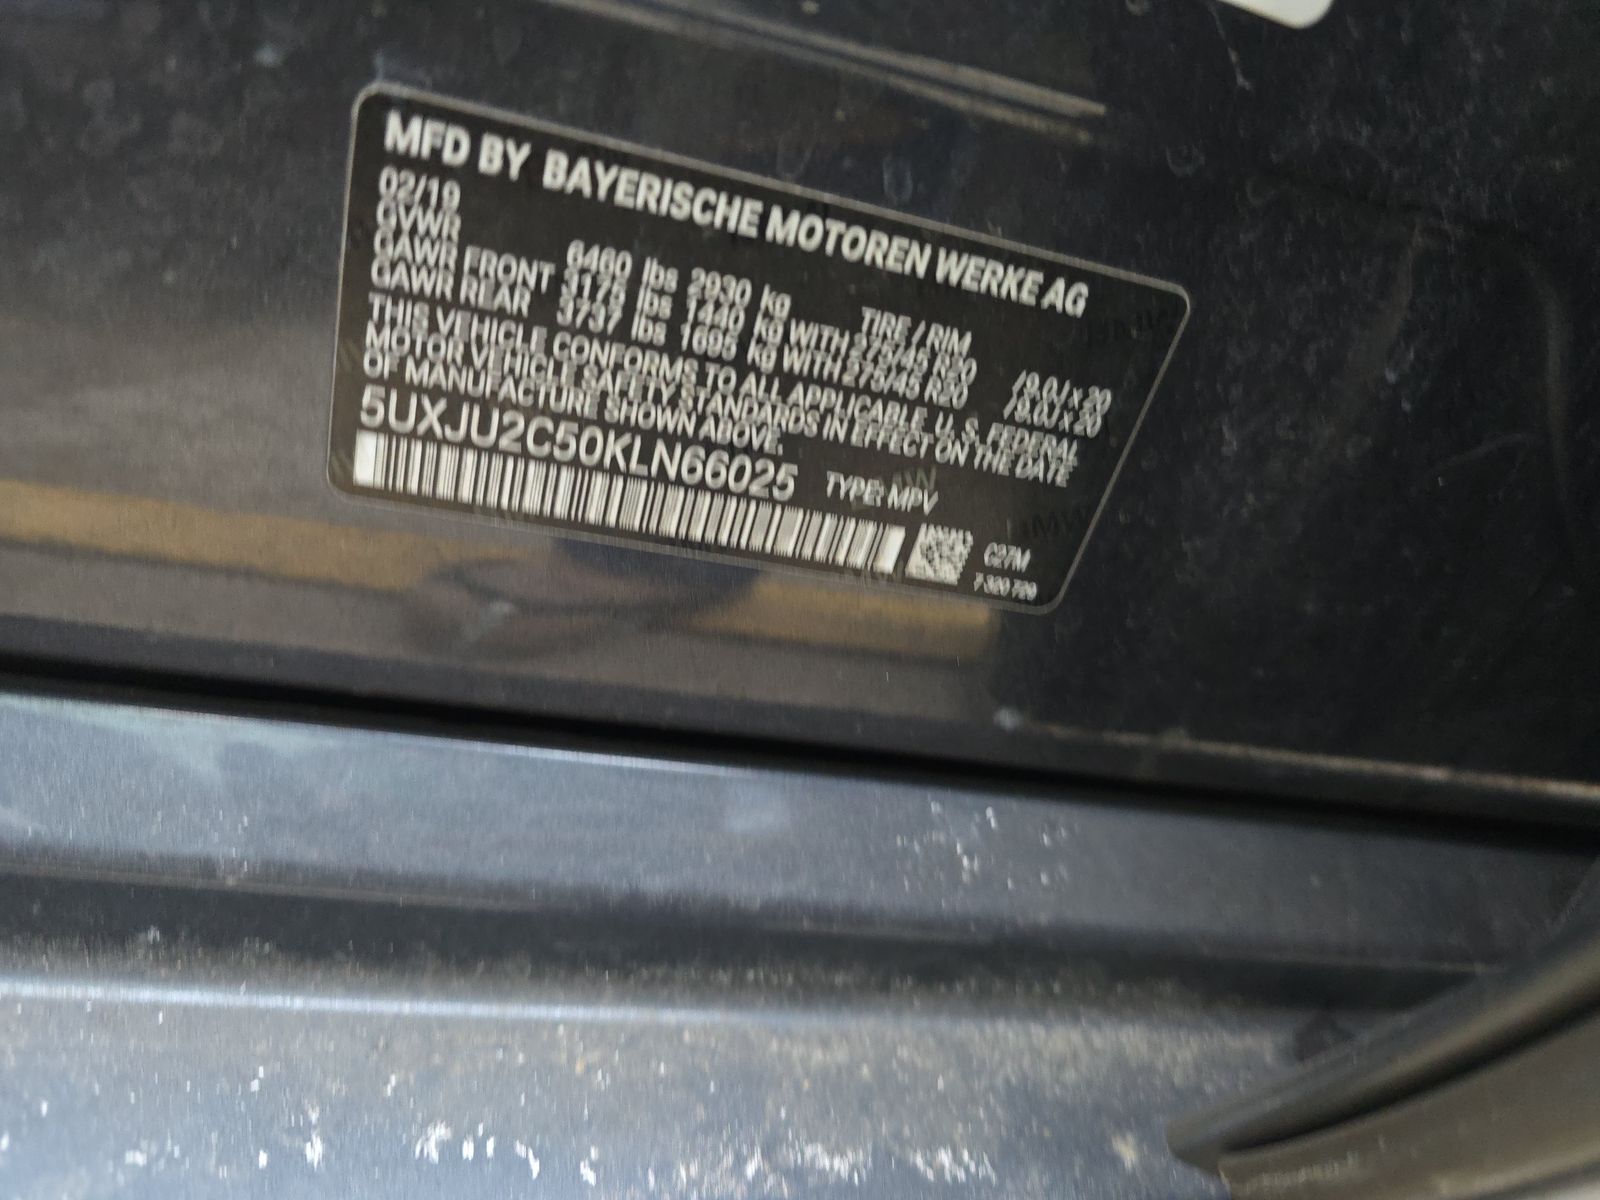 MFD BY BAYERISCHE MOTOREN WERKE AG
02/19
GVWR 6460 lbs 2930 kg TIRE / RIM
GAWR FRONT 3175 lbs 1440 kg WITH 275/45 R20 /9.0J x 20
GAWR REAR 3737 lbs 1695 kg WITH 275/45 R20 /9.0J x 20
THIS VEHICLE CONFORMS TO ALL APPLICABLE U. S. FEDERAL
MOTOR VEHICLE SAFETY STANDARDS IN EFFECT ON THE DATE
OF MANUFACTURE SHOWN ABOVE.
5UXJU2C50KLN66025 TYPE: MPV
C27M
7 320 729